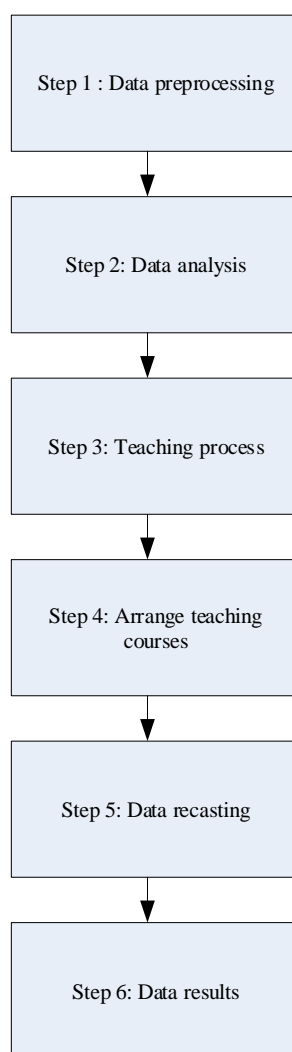 Step 1 : Data preprocessing
Step 2: Data analysis
Step 3: Teaching process
Step 4: Arrange teaching
courses
Step 5: Data recasting
Step 6: Data results